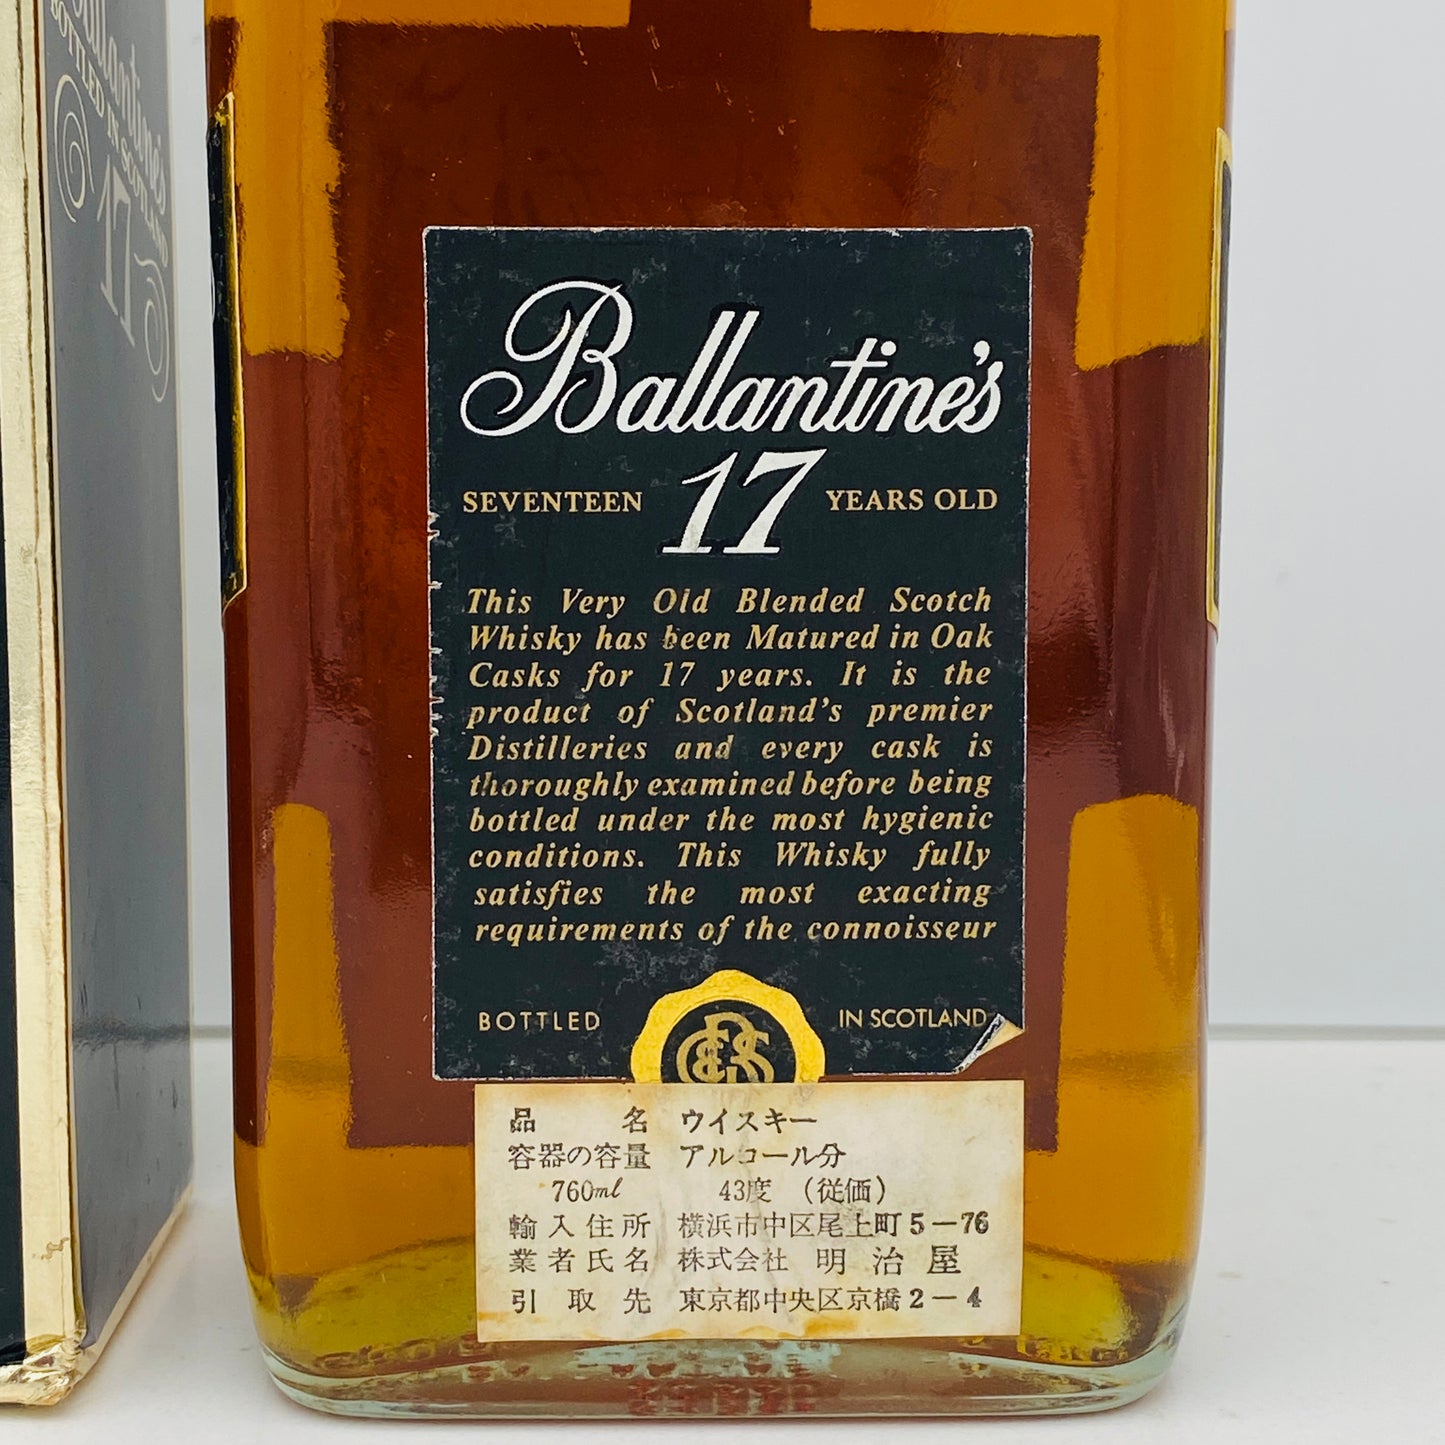 Ballantine's
BOTTLED IN SCOTLAND
17
Ballantine's
SEVENTEEN 17 YEARS OLD
This Very Old Blended Scotch
Whisky has been Matured in Oak
Casks for 17 years. It is the
product of Scotland's premier
Distilleries and every cask is
thoroughly examined before being
bottled under the most hygienic
conditions. This Whisky fully
satisfies the most exacting
requirements of the connoisseur
BOTTLED IN SCOTLAND
品名 ウイスキー
容器の容量 アルコール分
760ml 43度 (従価)
輸入住所 横浜市中区尾上町5-76
業者氏名 株式会社 明治屋
引取先 東京都中央区京橋2-4